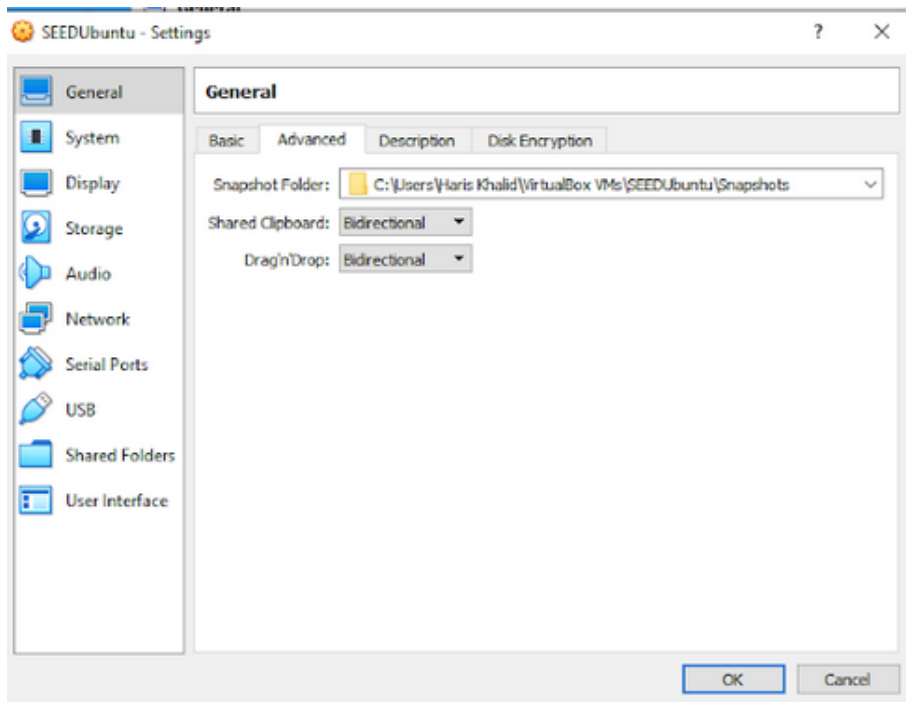 General
SEEDUbuntu - Settings
?
General
System
Display
Storage
Audio
Network
Serial Ports
USB
Shared Folders
User Interface
General
Basic
Advanced
Description
Disk Encryption
Snapshot Folder:
C:\Users\Haris Khalid\VirtualBox VMs\SEEDUbuntu\Snapshots
Shared Clipboard:
Bidirectional
Drag'n'Drop:
Bidirectional
OK
Cancel